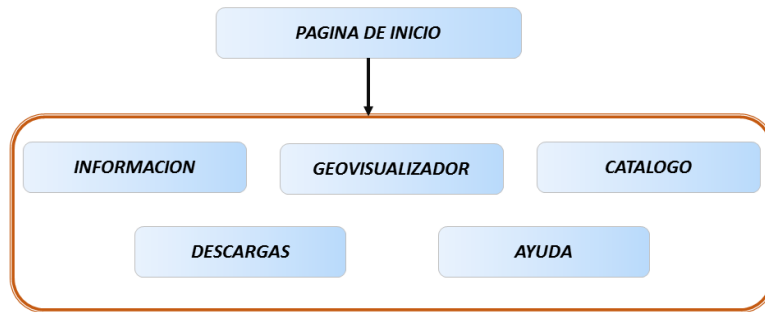 PAGINA DE INICIO
INFORMACION
GEOVISUALIZADOR
CATALOGO
DESCARGAS
AYUDA